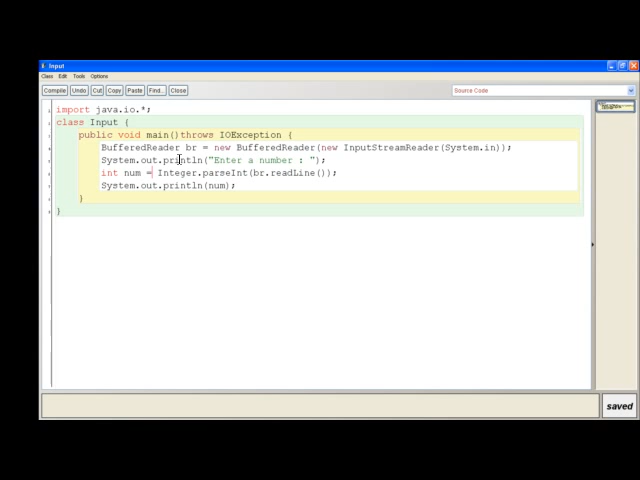 Input
Class Edit Tools Options
Compile Undo Cut Copy Paste Find... Close Source Code
import java.io.*;
class Input {
public void main()throws IOException {
BufferedReader br = new BufferedReader(new InputStreamReader(System.in));
System.out.println("Enter a number : ");
int num = Integer.parseInt(br.readLine());
System.out.println(num);
}
}
saved